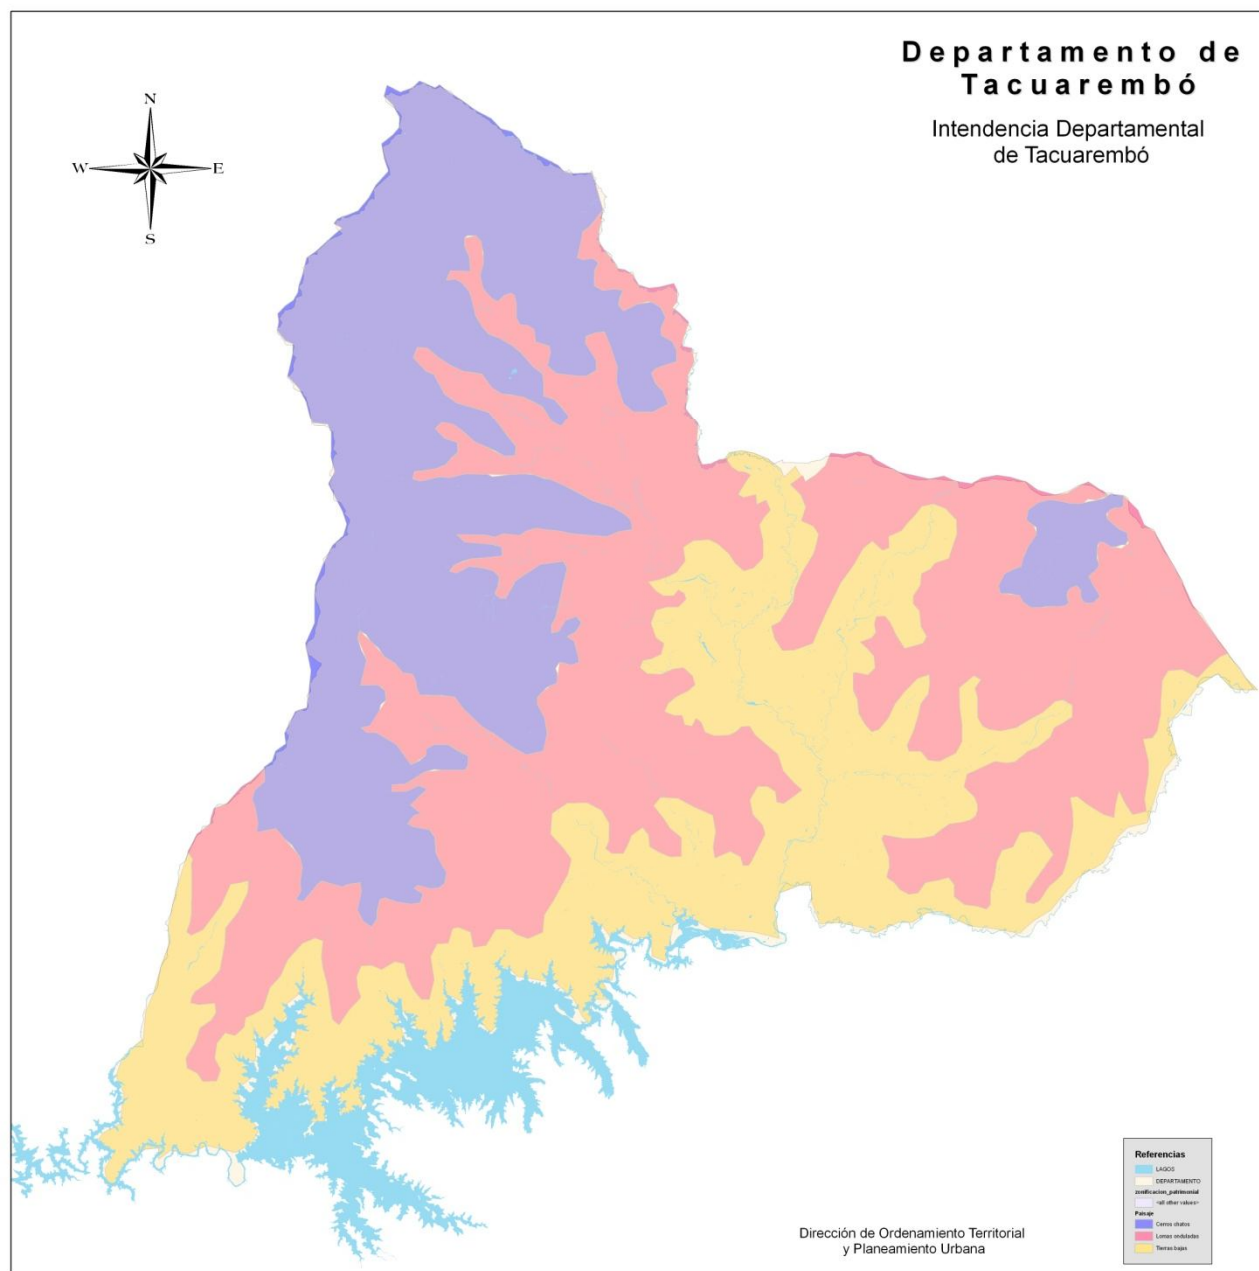 Departamento de
Tacuarembó
Intendencia Departamental
de Tacuarembó
N
W E
S
Referencias
LAGOS
DEPARTAMENTO
zonificacion_patrimonial
<all other values>
Paisaje
Cerros chatos
Lomas onduladas
Tierras bajas
Dirección de Ordenamiento Territorial
y Planeamiento Urbana